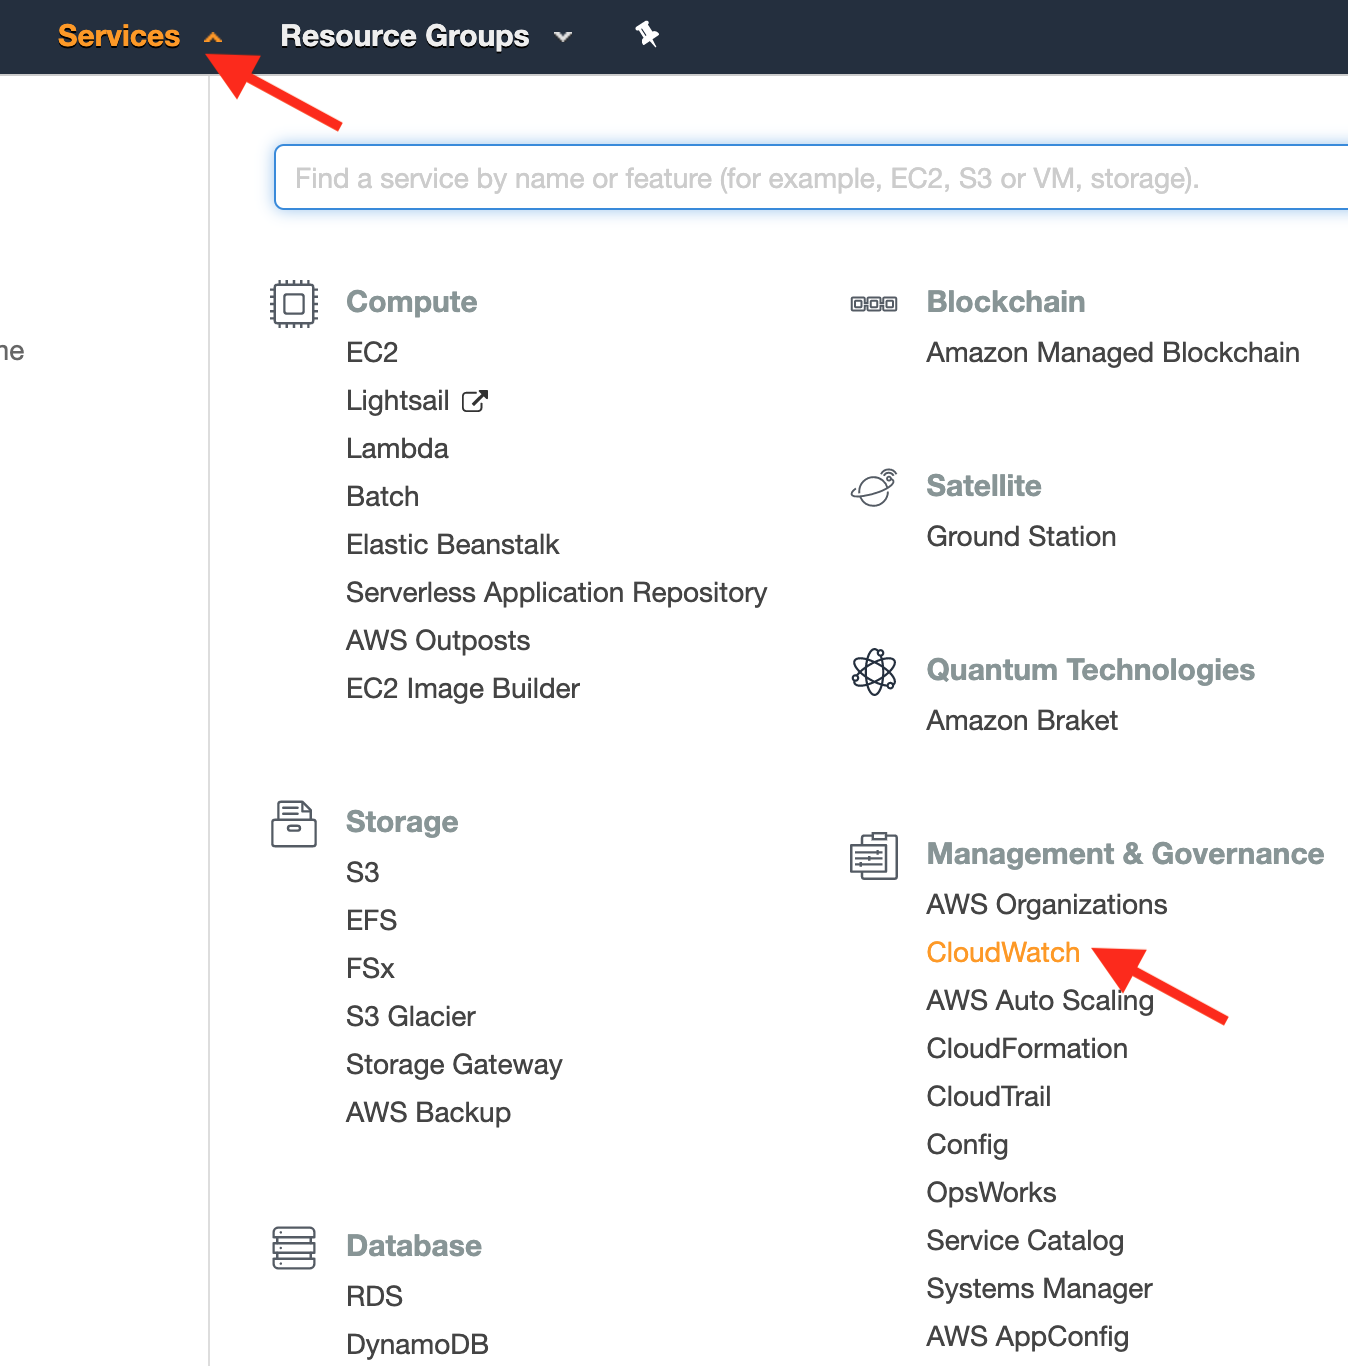 Services
Resource Groups
ne
Find a service by name or feature (for example, EC2, S3 or VM, storage).
Compute
EC2
Lightsail
Lambda
Batch
Elastic Beanstalk
Serverless Application Repository
AWS Outposts
EC2 Image Builder
Storage
S3
EFS
FSx
S3 Glacier
Storage Gateway
AWS Backup
Database
RDS
DynamoDB
Blockchain
Amazon Managed Blockchain
Satellite
Ground Station
Quantum Technologies
Amazon Braket
Management & Governance
AWS Organizations
CloudWatch
AWS Auto Scaling
CloudFormation
CloudTrail
Config
OpsWorks
Service Catalog
Systems Manager
AWS AppConfig